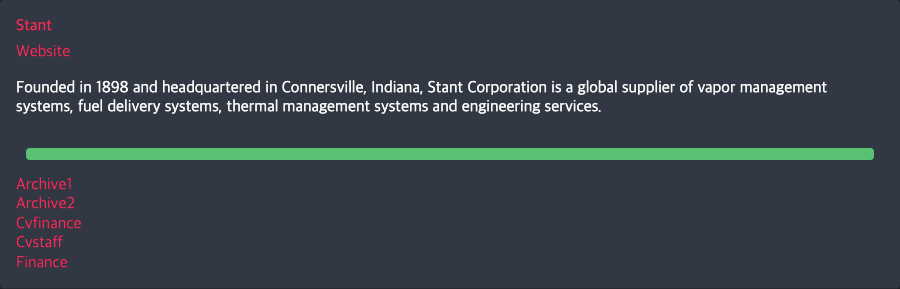 Stant
Website
Founded in 1898 and headquartered in Connersville, Indiana, Stant Corporation is a global supplier of vapor management
systems, fuel delivery systems, thermal management systems and engineering services.
Archive1
Archive2
Cvfinance
Cvstaff
Finance